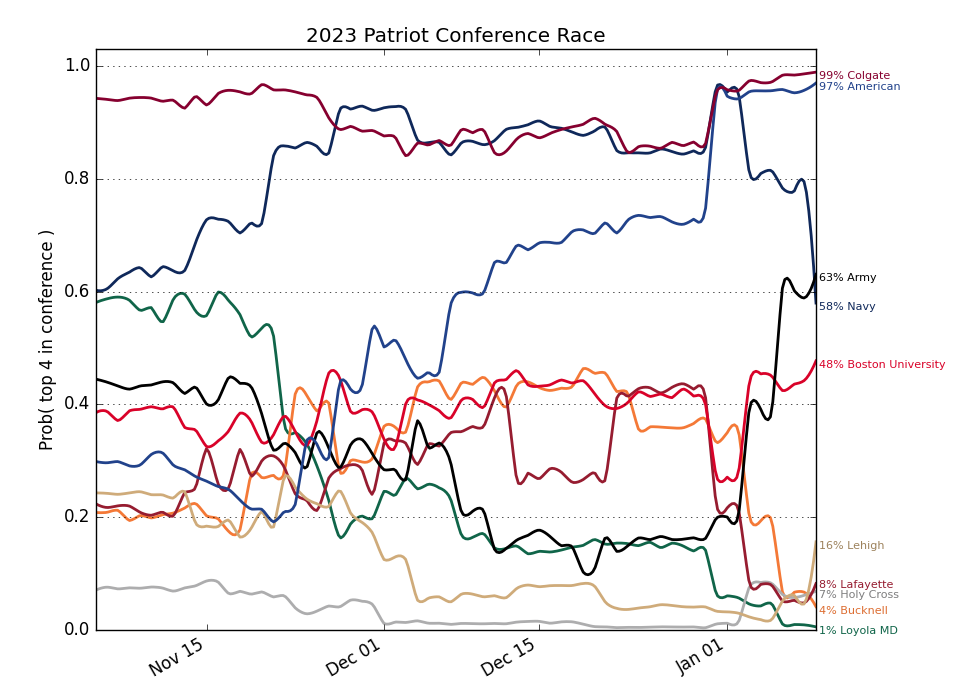 2023 Patriot Conference Race
Prob( top 4 in conference )
1.0
0.8
0.6
0.4
0.2
0.0
Nov 15
Dec 01
Dec 15
Jan 01
99% Colgate
97% American
63% Army
58% Navy
48% Boston University
16% Lehigh
8% Lafayette
7% Holy Cross
4% Bucknell
1% Loyola MD